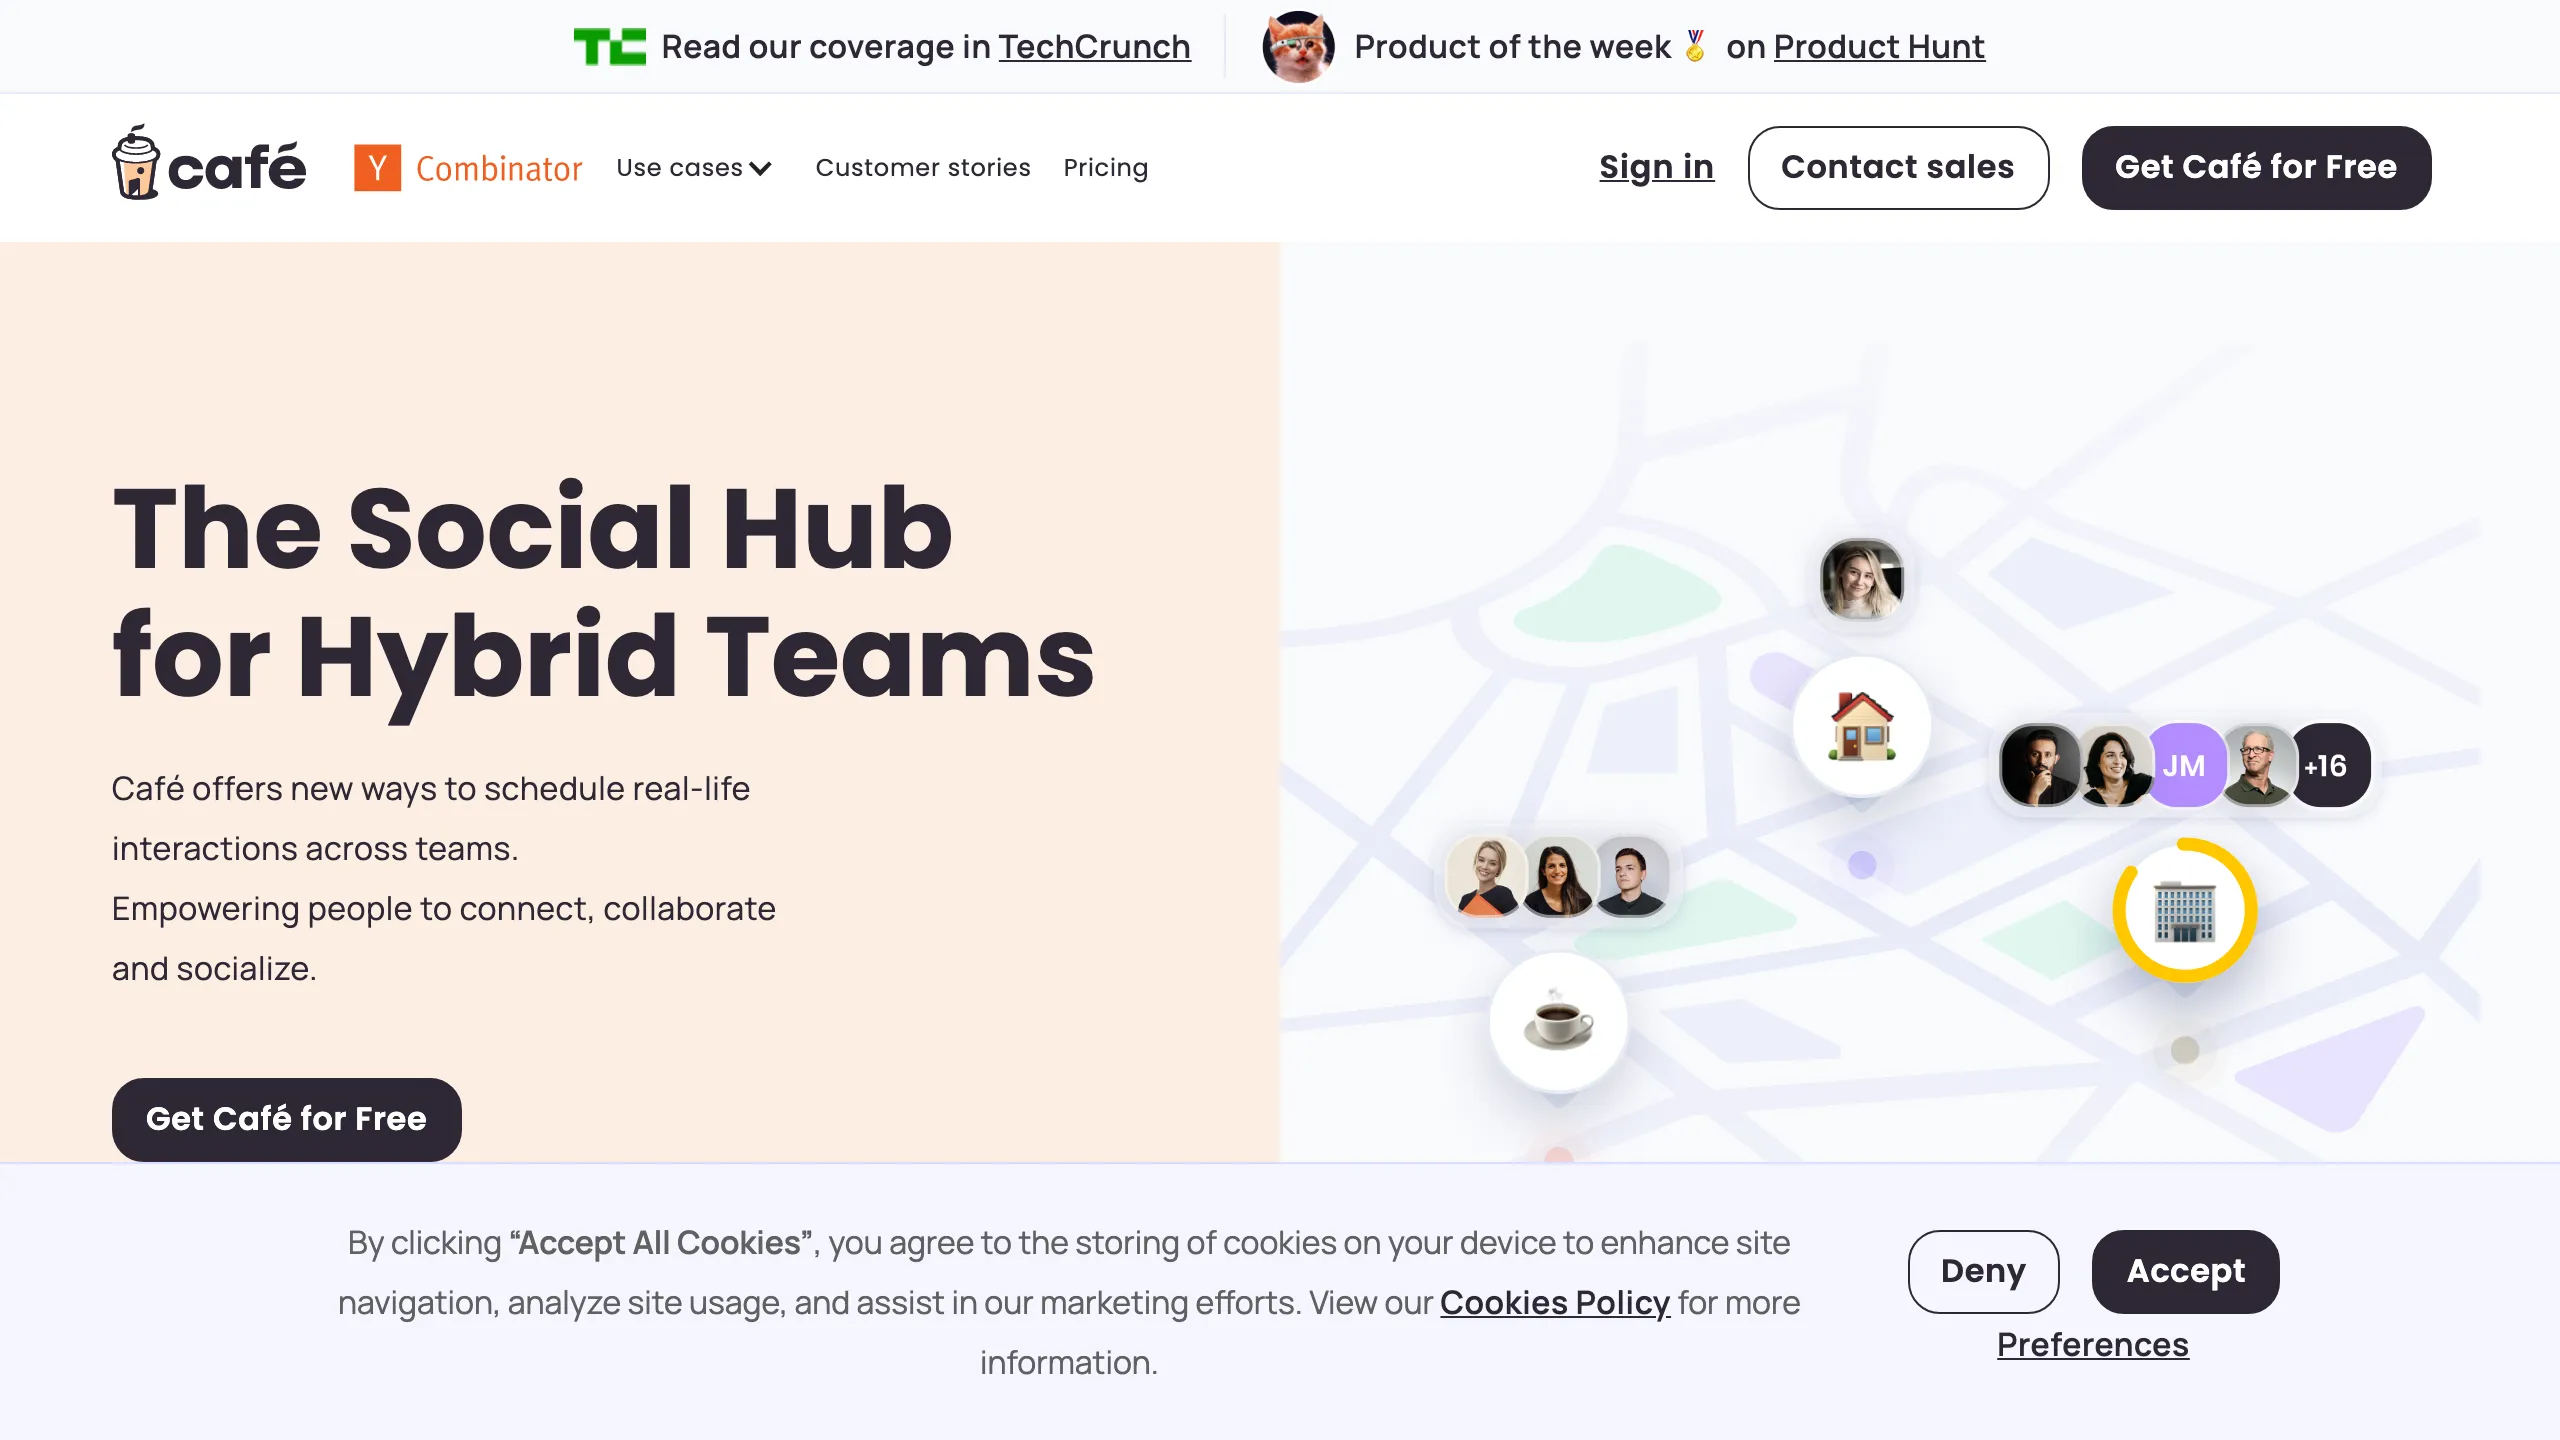 Read our coverage in TechCrunch
Product of the week 🏅 on Product Hunt
café
Y Combinator
Use cases
Customer stories
Pricing
Sign in
Contact sales
Get Café for Free
The Social Hub
for Hybrid Teams
Café offers new ways to schedule real-life
interactions across teams.
Empowering people to connect, collaborate
and socialize.
Get Café for Free
JM
+16
By clicking “Accept All Cookies”, you agree to the storing of cookies on your device to enhance site
navigation, analyze site usage, and assist in our marketing efforts. View our Cookies Policy for more
information.
Deny
Accept
Preferences